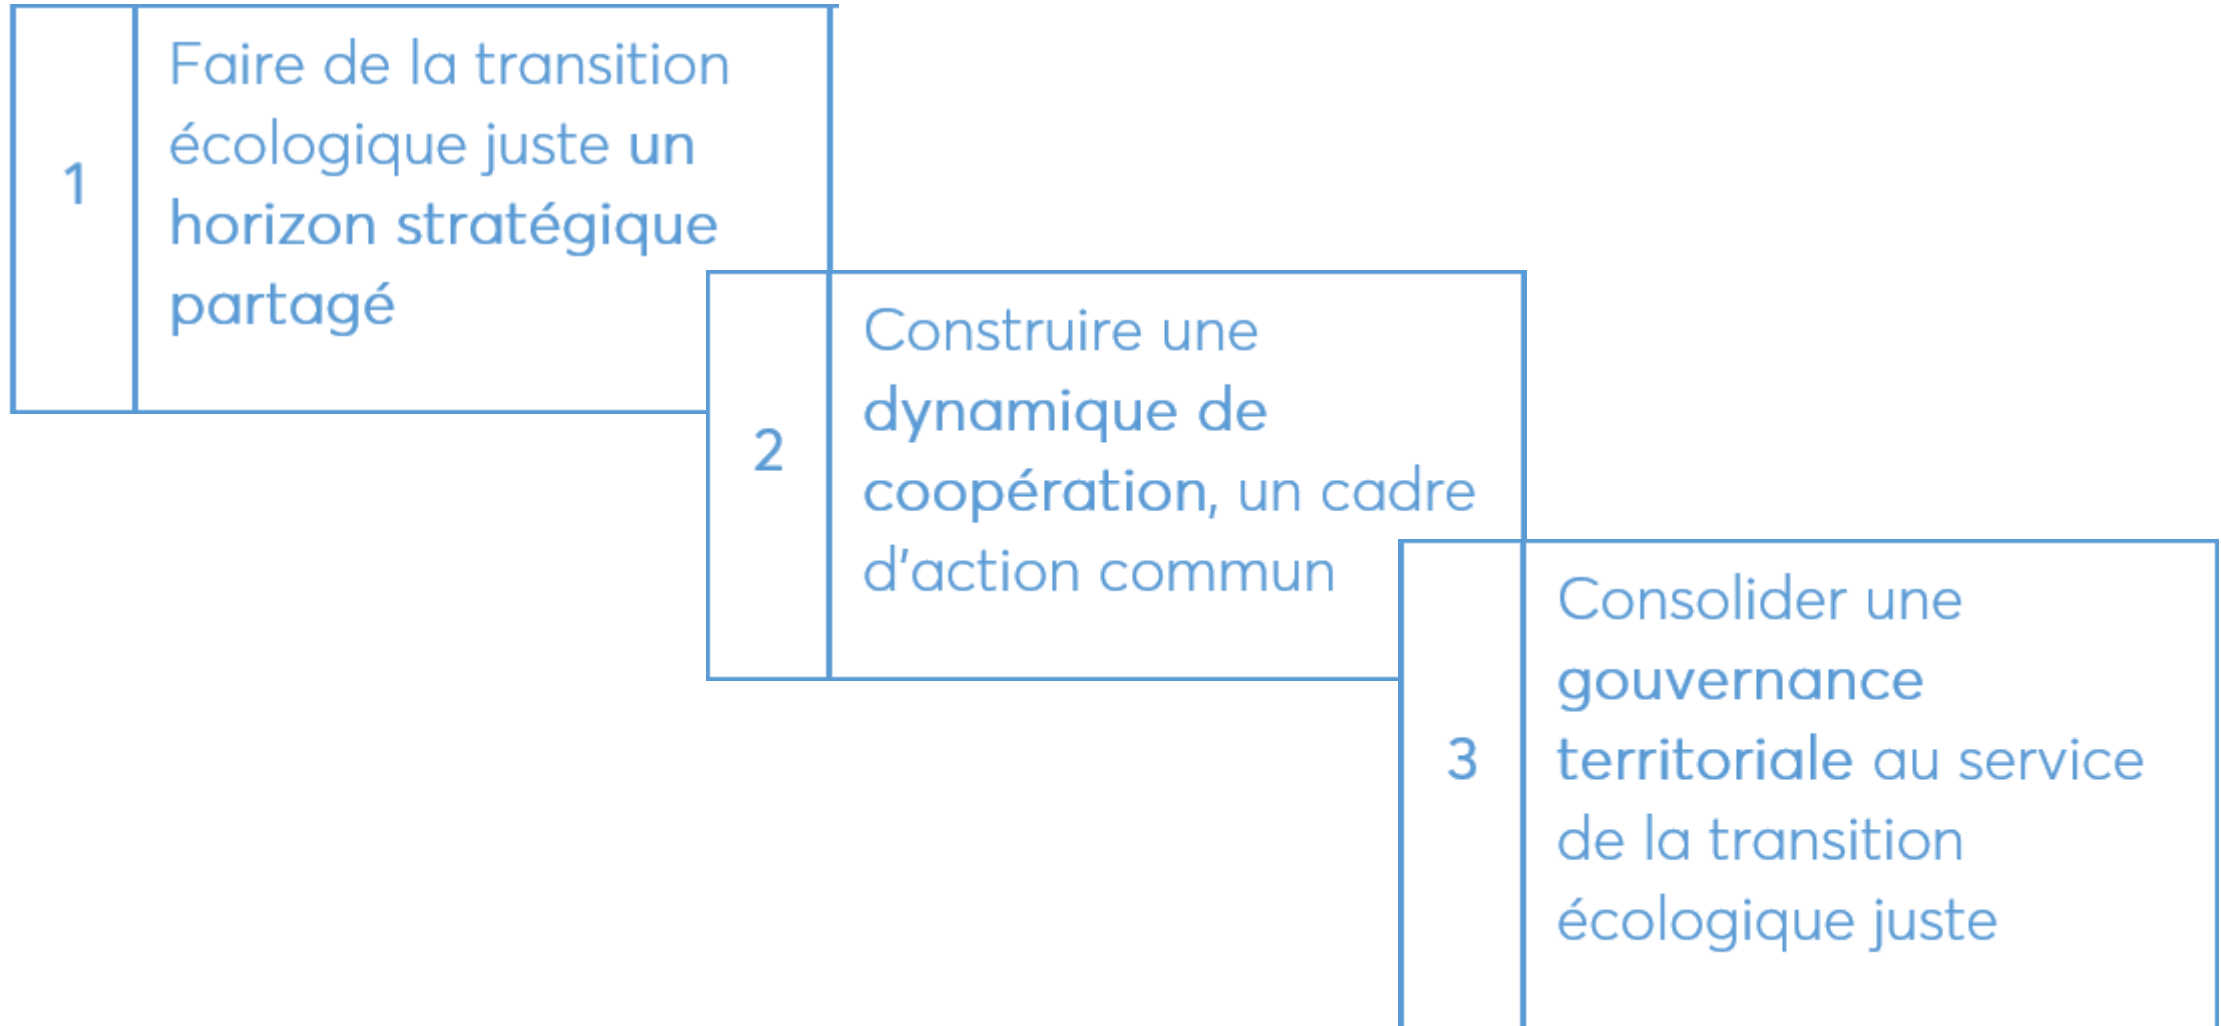 1
Faire de la transition
écologique juste un
horizon stratégique
partagé
2
Construire une
dynamique de
coopération, un cadre
d'action commun
3
Consolider une
gouvernance
territoriale au service
de la transition
écologique juste